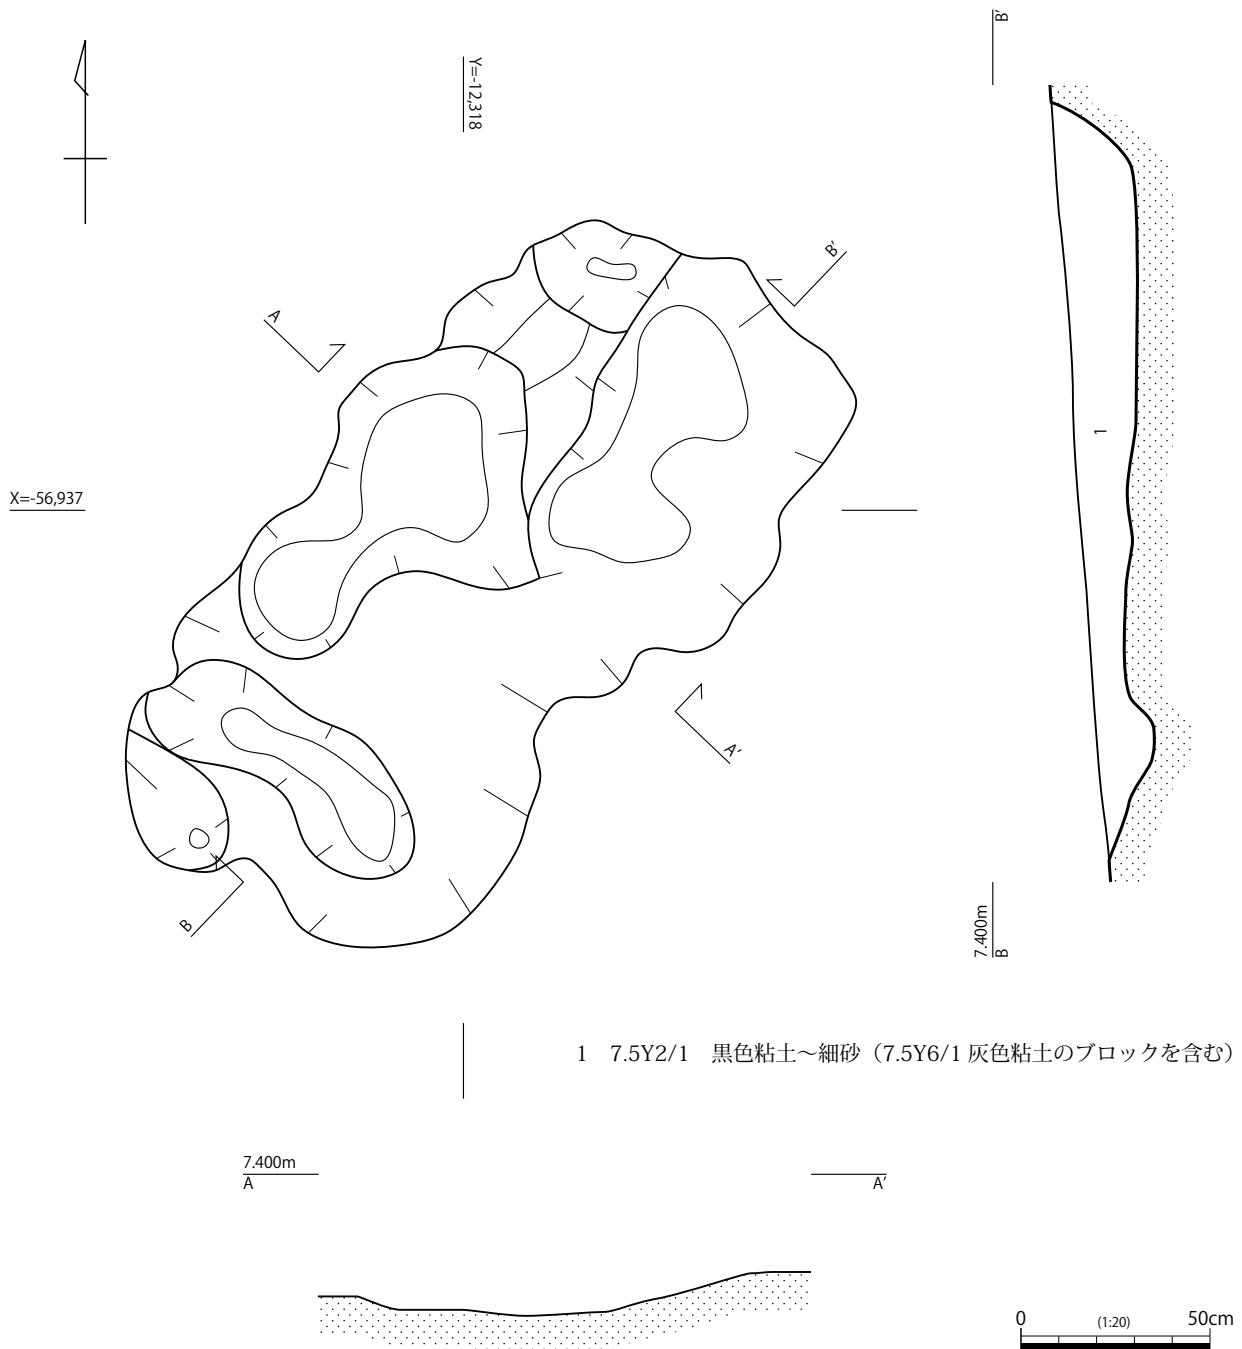 B′
Y=-12,318
B′
A
1
X=-56,937
A′
B
7.400m
B
1　7.5Y2/1　黒色粘土～細砂（7.5Y6/1 灰色粘土のブロックを含む）
7.400m
A
A′
0
(1:20)
50cm